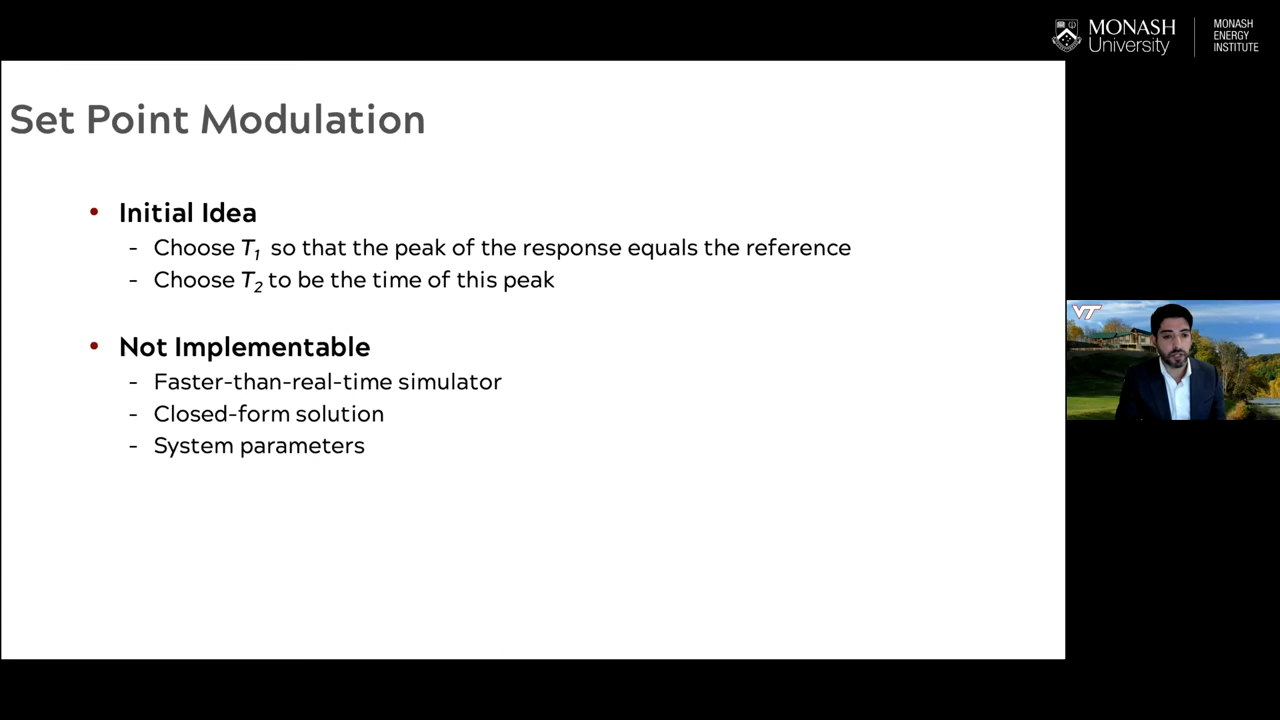 MONASH University
MONASH ENERGY INSTITUTE
Set Point Modulation
• Initial Idea
- Choose T1 so that the peak of the response equals the reference
- Choose T2 to be the time of this peak
• Not Implementable
- Faster-than-real-time simulator
- Closed-form solution
- System parameters
VT